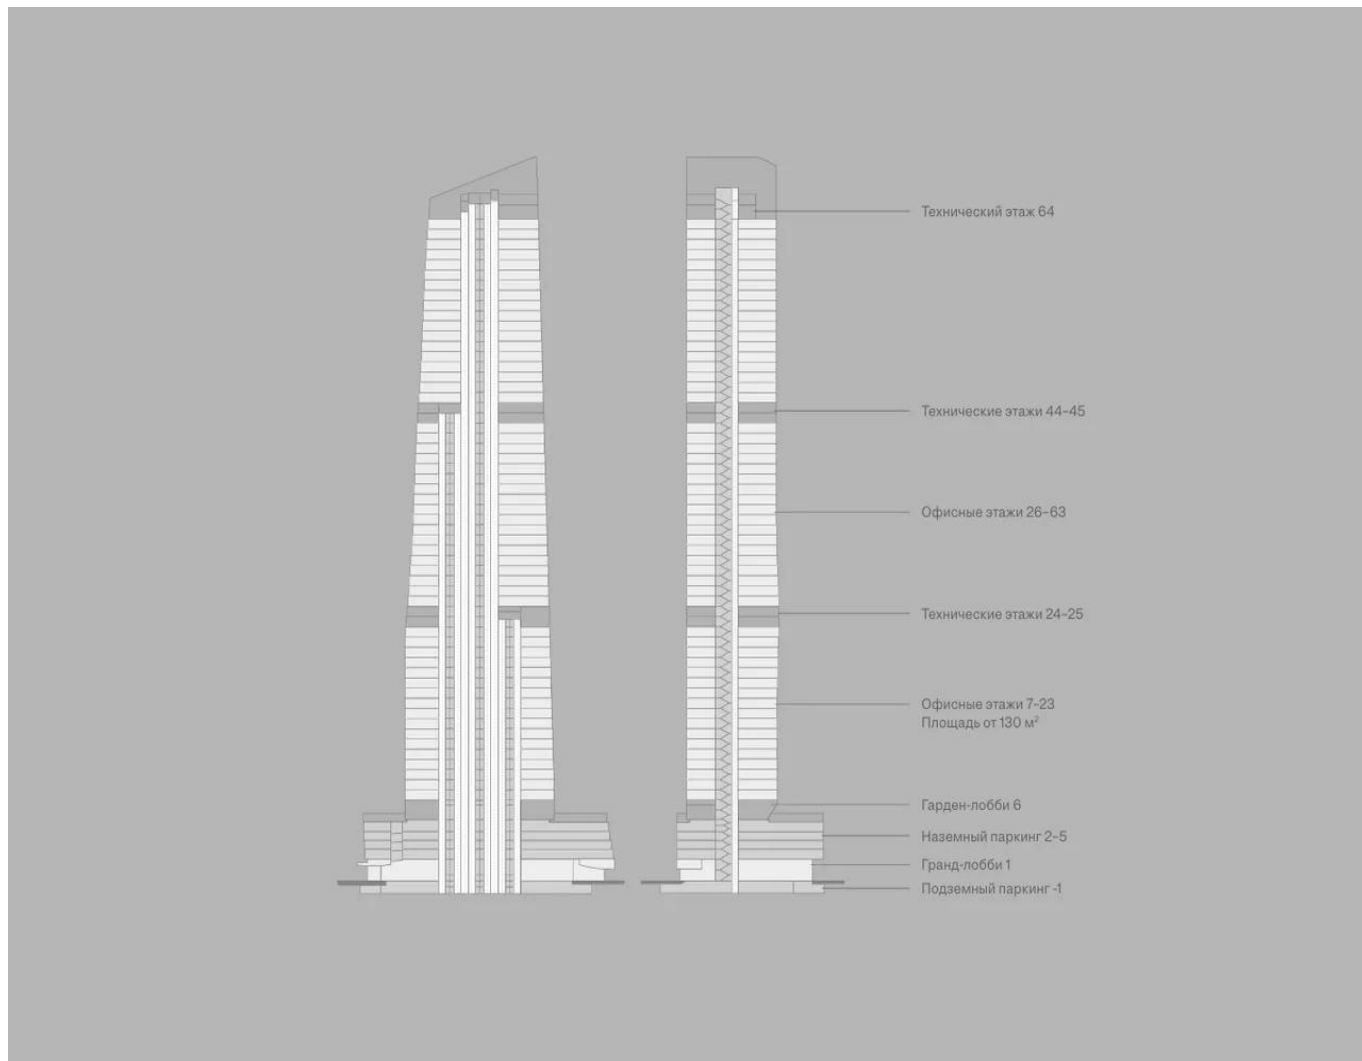 Технический этаж 64
Технические этажи 44–45
Офисные этажи 26–63
Технические этажи 24–25
Офисные этажи 7–23
Площадь от 130 м²
Гарден-лобби 6
Наземный паркинг 2–5
Гранд-лобби 1
Подземный паркинг -1